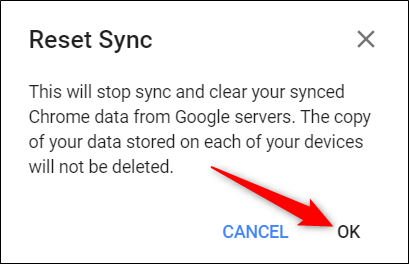 Reset Sync
This will stop sync and clear your synced
Chrome data from Google servers. The copy
of your data stored on each of your devices
will not be deleted.
CANCEL OK